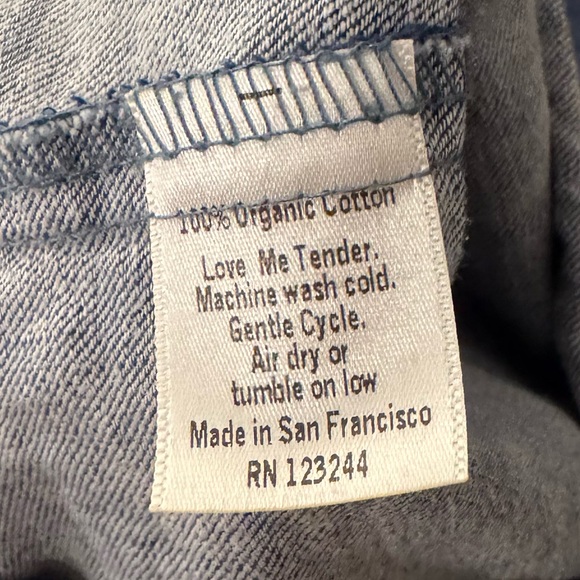 100% Organic Cotton
Love Me Tender.
Machine wash cold.
Gentle Cycle.
Air dry or
tumble on low
Made in San Francisco
RN 123244